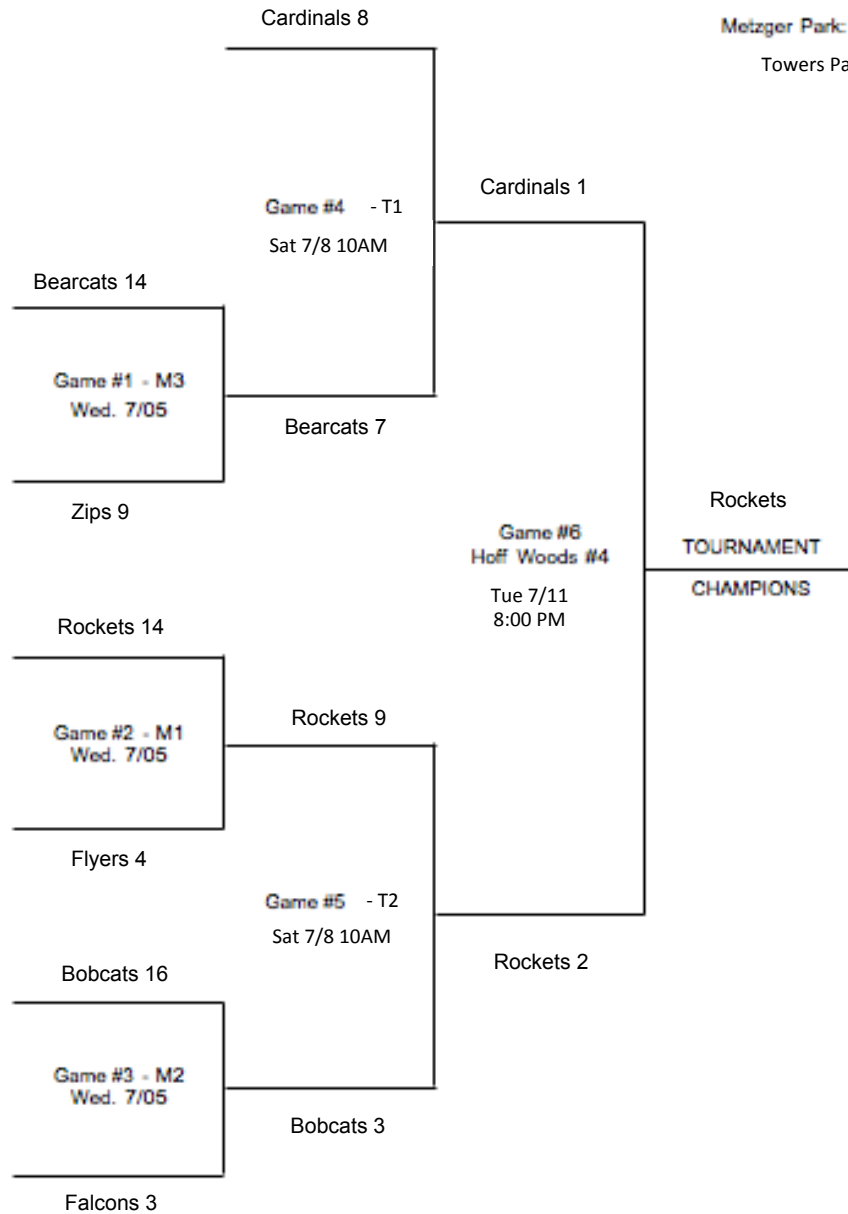 Cardinals 8
Metzger Park:
Towers Pa
Game #4 - T1
Sat 7/8 10AM
Cardinals 1
Bearcats 14
Game #1 - M3
Wed. 7/05
Bearcats 7
Zips 9
Rockets
Game #6
Hoff Woods #4
Tue 7/11
8:00 PM
TOURNAMENT
CHAMPIONS
Rockets 14
Game #2 - M1
Wed. 7/05
Rockets 9
Flyers 4
Game #5 - T2
Sat 7/8 10AM
Rockets 2
Bobcats 16
Game #3 - M2
Wed. 7/05
Bobcats 3
Falcons 3